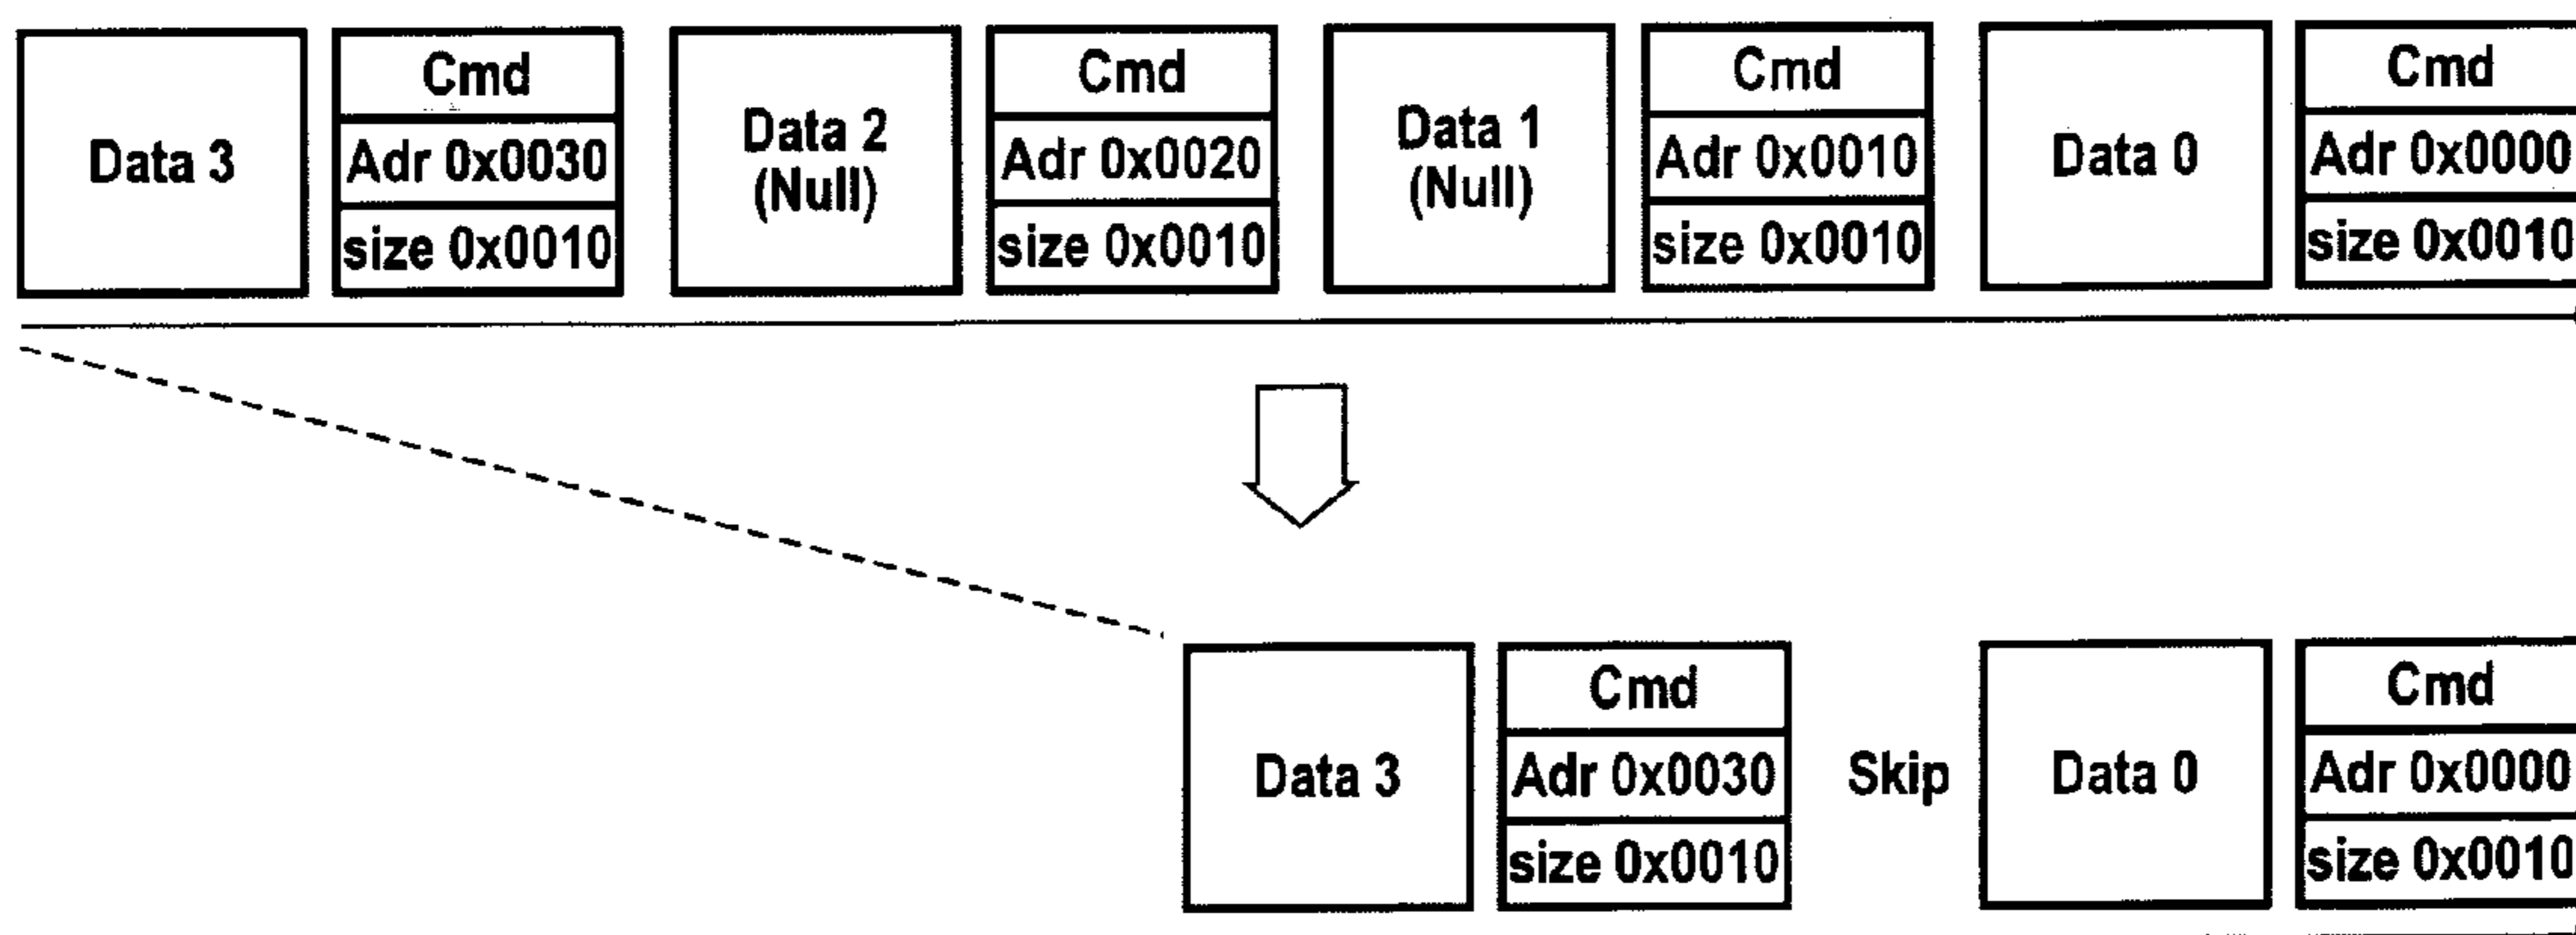 Data 3
Cmd
Adr 0x0030
size 0x0010
Data 2
(Null)
Cmd
Adr 0x0020
size 0x0010
Data 1
(Null)
Cmd
Adr 0x0010
size 0x0010
Data 0
Cmd
Adr 0x0000
size 0x0010
Data 3
Cmd
Adr 0x0030
size 0x0010
Skip
Data 0
Cmd
Adr 0x0000
size 0x0010